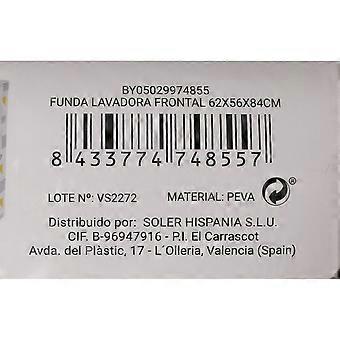 BY05029974855
FUNDA LAVADORA FRONTAL 62X56X84CM
8 433774 748557
LOTE Nº: VS2272 MATERIAL: PEVA
Distribuido por: SOLER HISPANIA S.L.U.
CIF. B-96947916 - P.I. El Carrascot
Avda. del Plàstic, 17 - L´Olleria, Valencia (Spain)